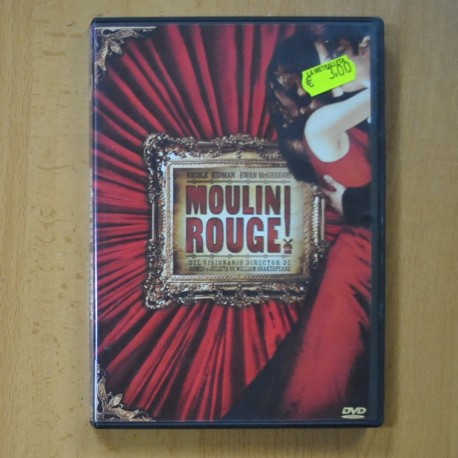 LA METRALLETA
€ 3,00
NICOLE KIDMAN EWAN McGREGOR
MOULIN
ROUGE!
DEL VISIONARIO DIRECTOR DE
ROMEO + JULIETA DE WILLIAM SHAKESPEARE
DVD